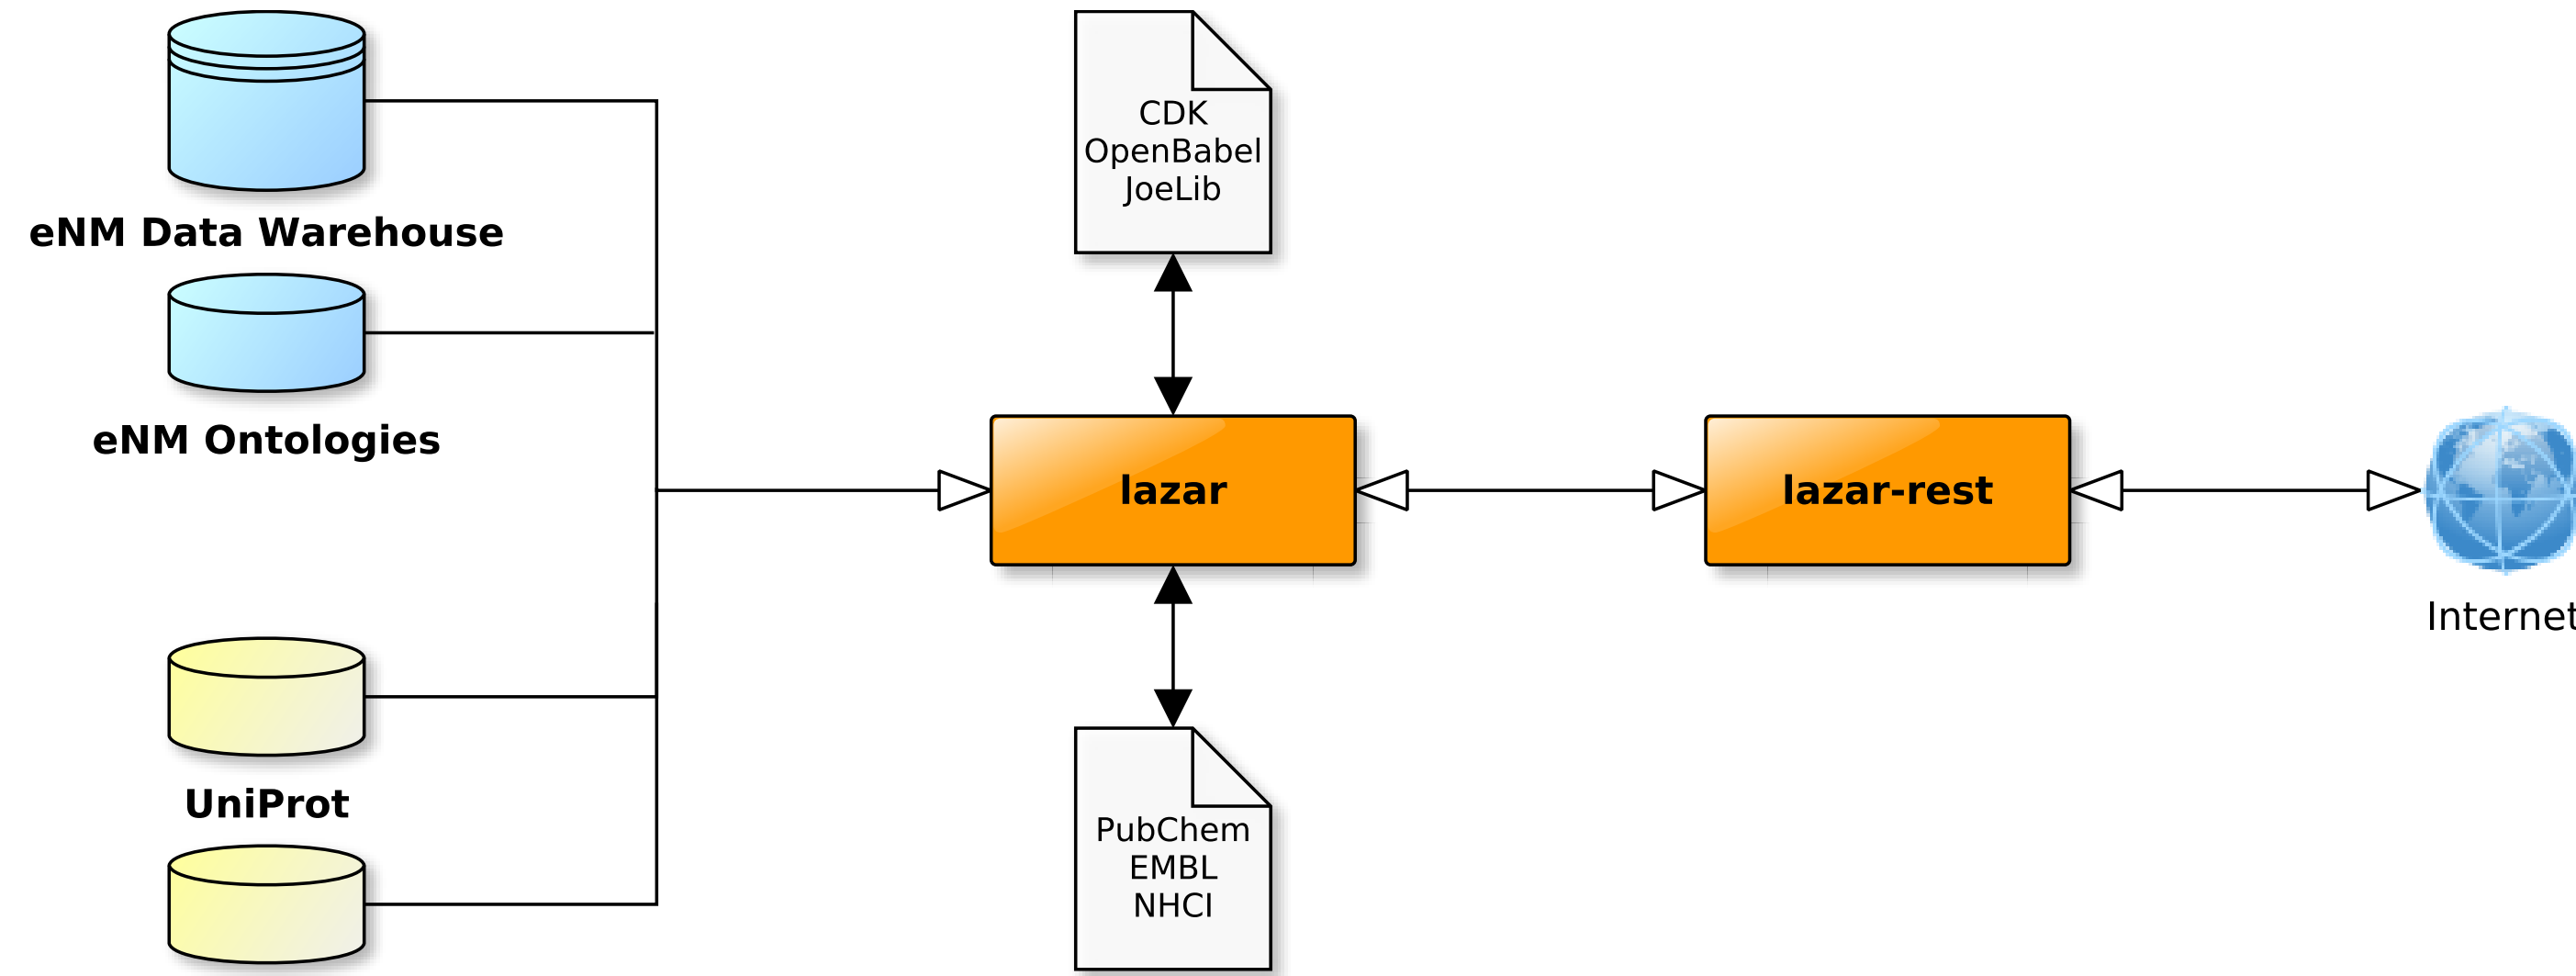 eNM Data Warehouse
eNM Ontologies
UniProt
CDK
OpenBabel
JoeLib
lazar
PubChem
EMBL
NHCI
lazar-rest
Internet